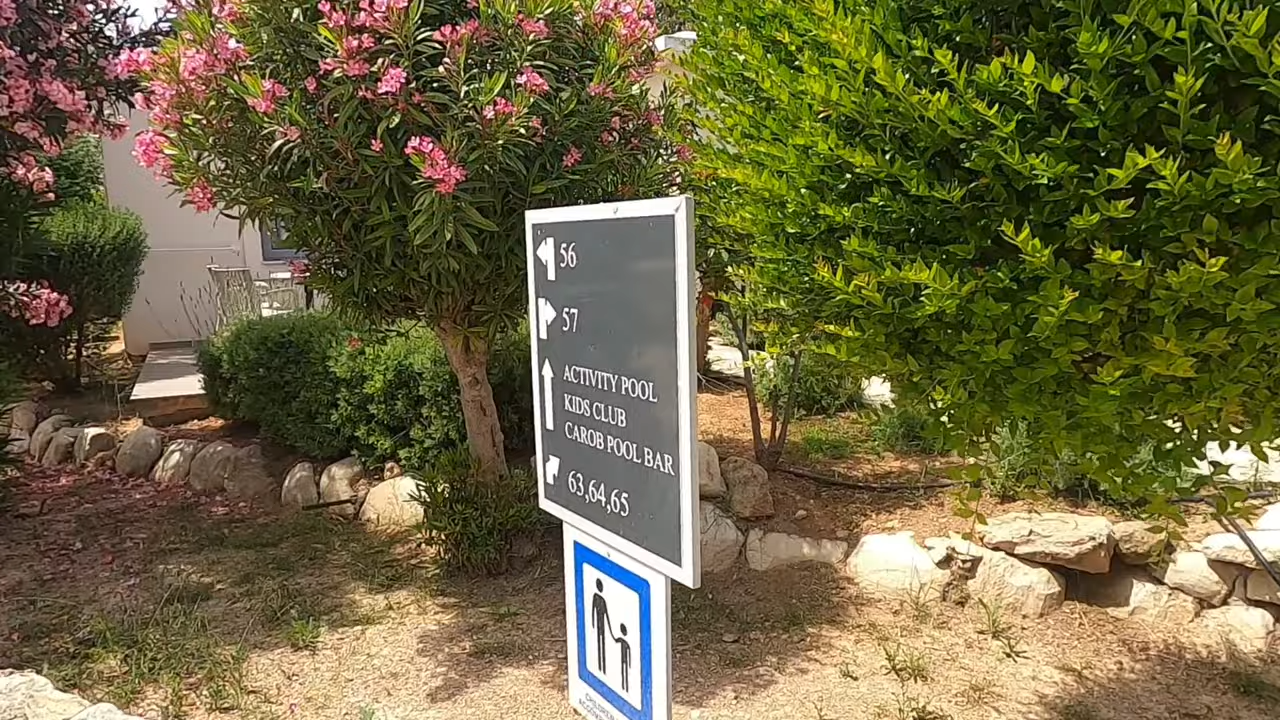 56
57
ACTIVITY POOL
KIDS CLUB
CAROB POOL BAR
63,64,65